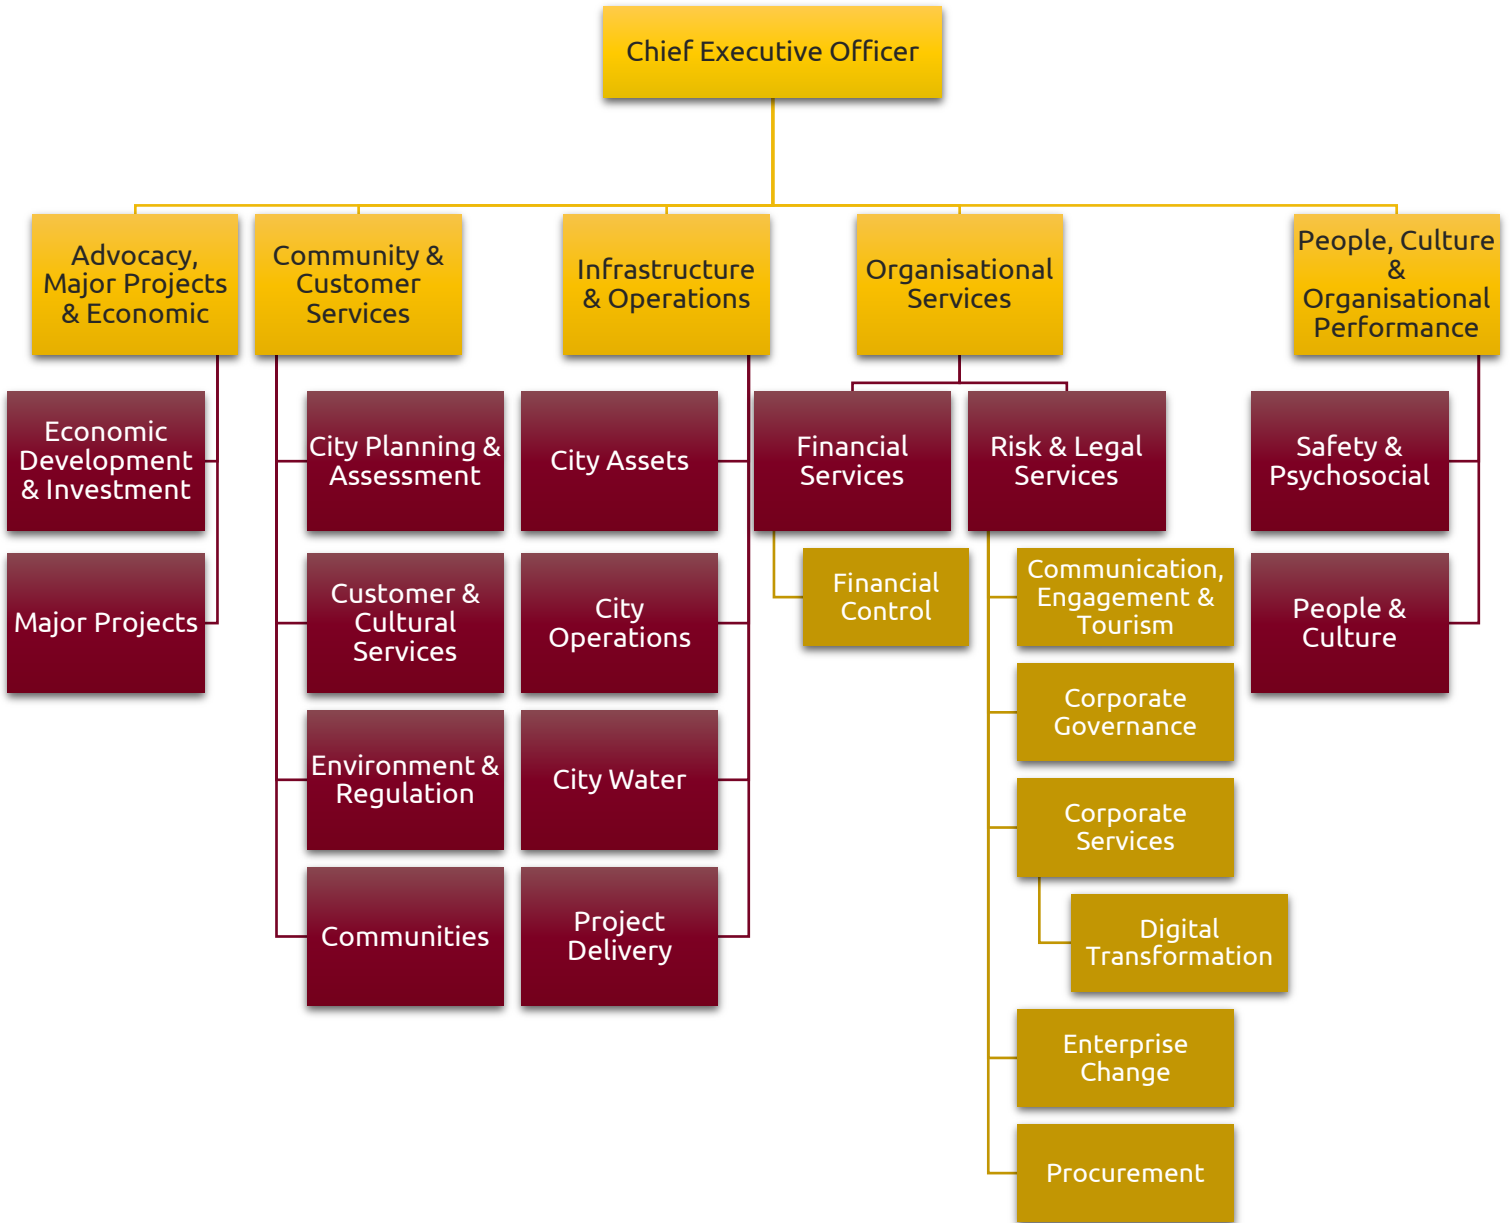 Chief Executive Officer
Advocacy,
Major Projects
& Economic
Community &
Customer
Services
Infrastructure
& Operations
Organisational
Services
People, Culture
&
Organisational
Performance
Economic
Development
& Investment
Major Projects
City Planning &
Assessment
Customer &
Cultural
Services
Environment &
Regulation
Communities
City Assets
City
Operations
City Water
Project
Delivery
Financial
Services
Financial
Control
Risk & Legal
Services
Communication,
Engagement &
Tourism
Corporate
Governance
Corporate
Services
Digital
Transformation
Enterprise
Change
Procurement
Safety &
Psychosocial
People &
Culture